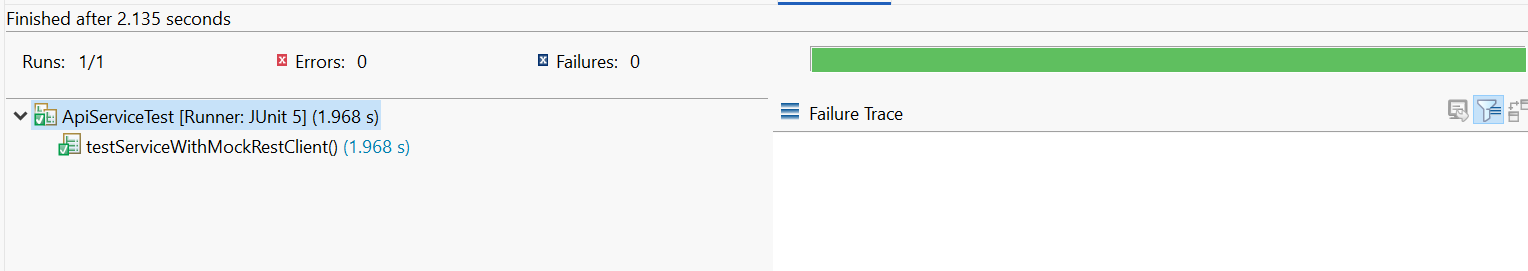 Finished after 2.135 seconds
Runs: 1/1 Errors: 0 Failures: 0
ApiServiceTest [Runner: JUnit 5] (1.968 s)
testServiceWithMockRestClient() (1.968 s)
Failure Trace